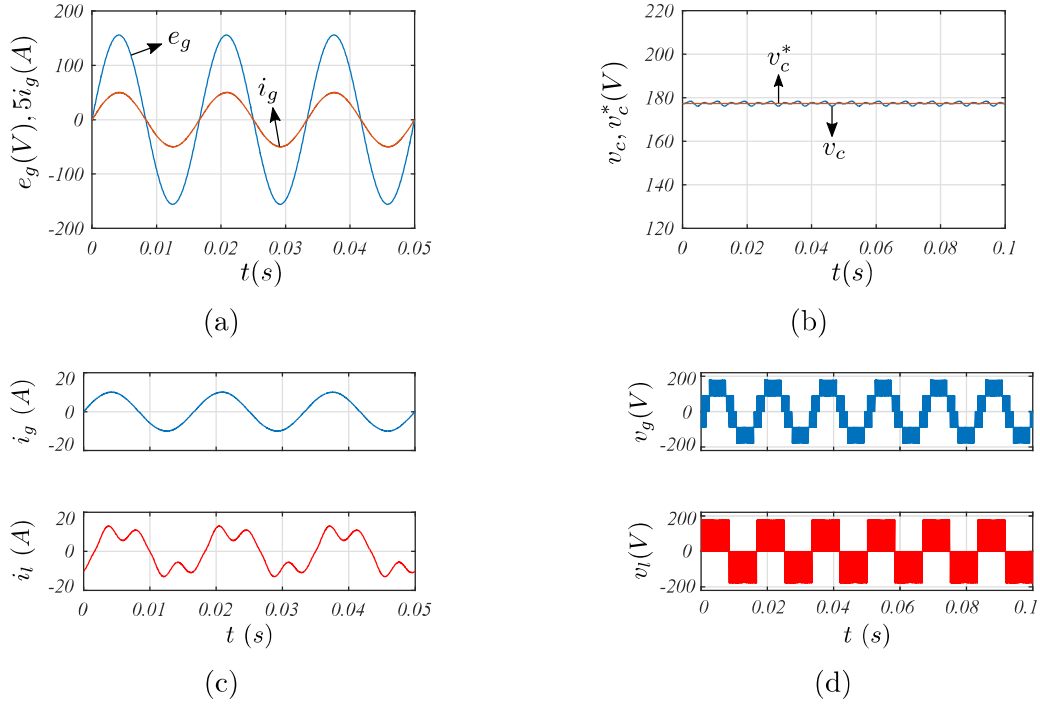 200
100
0
-100
-200
e_g(V), 5i_g(A)
e_g
i_g
0 0.01 0.02 0.03 0.04 0.05
t(s)
(a)
220
200
180
160
140
120
v_c, v_c^*(V)
v_c^*
v_c
0 0.02 0.04 0.06 0.08 0.1
t(s)
(b)
20
0
-20
i_g (A)
20
0
-20
i_l (A)
0 0.01 0.02 0.03 0.04 0.05
t (s)
(c)
200
0
-200
v_g(V)
200
0
-200
v_l(V)
0 0.02 0.04 0.06 0.08 0.1
t (s)
(d)